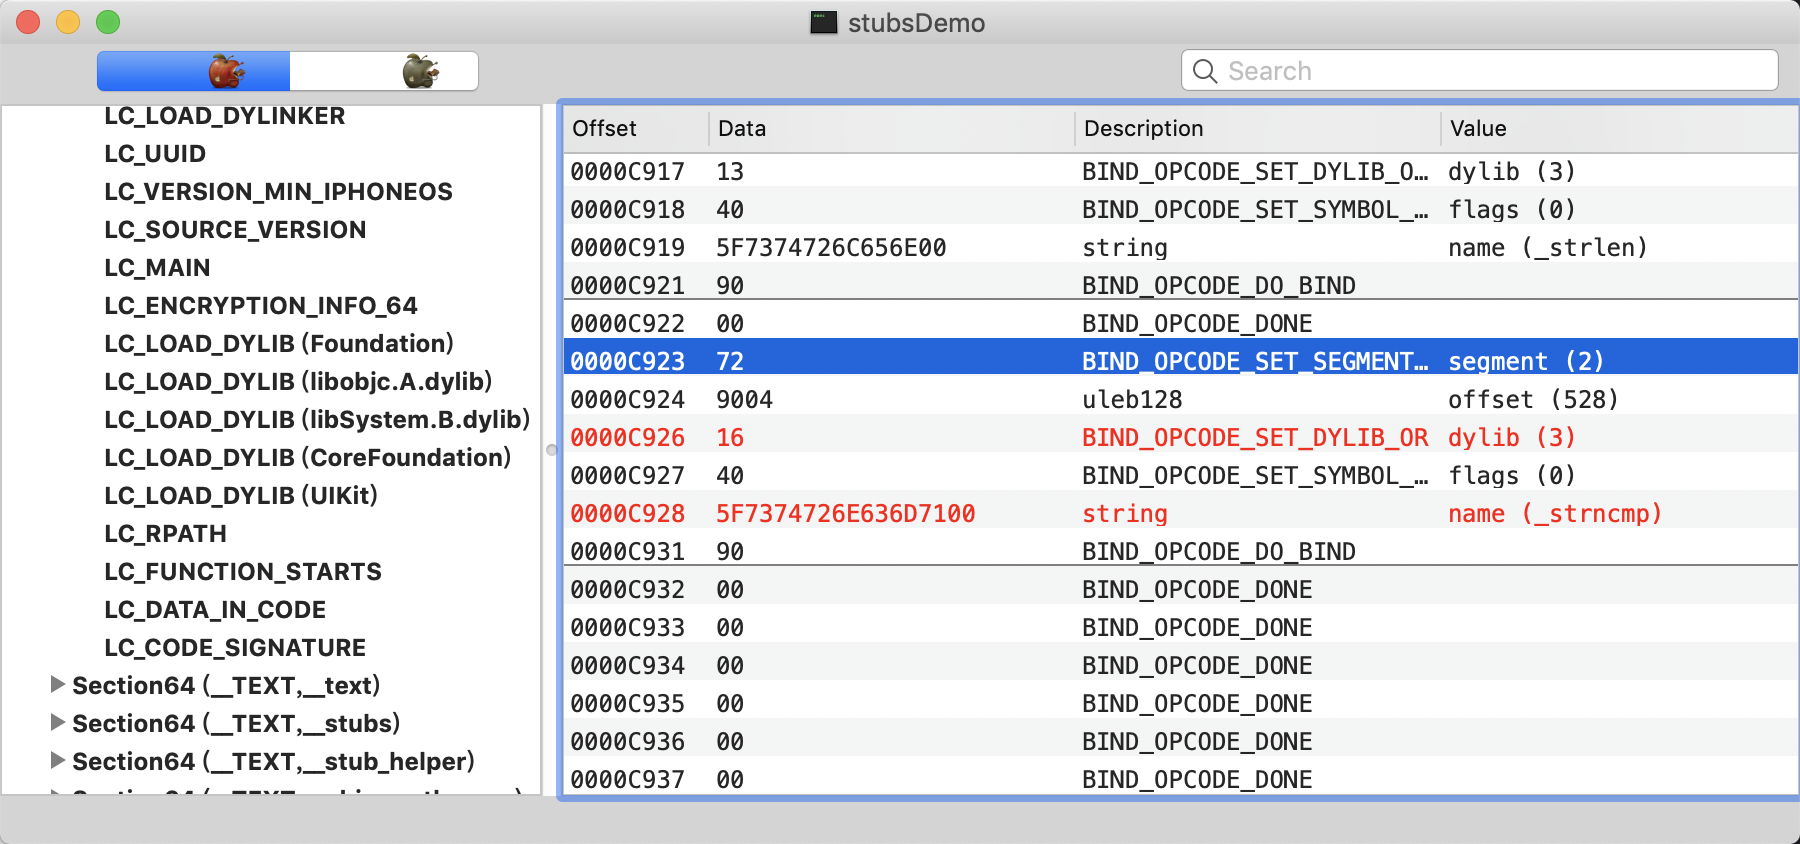 stubsDemo
Search
LC_LOAD_DYLINKER
LC_UUID
LC_VERSION_MIN_IPHONEOS
LC_SOURCE_VERSION
LC_MAIN
LC_ENCRYPTION_INFO_64
LC_LOAD_DYLIB (Foundation)
LC_LOAD_DYLIB (libobjc.A.dylib)
LC_LOAD_DYLIB (libSystem.B.dylib)
LC_LOAD_DYLIB (CoreFoundation)
LC_LOAD_DYLIB (UIKit)
LC_RPATH
LC_FUNCTION_STARTS
LC_DATA_IN_CODE
LC_CODE_SIGNATURE
Section64 (__TEXT,__text)
Section64 (__TEXT,__stubs)
Section64 (__TEXT,__stub_helper)
Offset Data Description Value
0000C917 13 BIND_OPCODE_SET_DYLIB_O… dylib (3)
0000C918 40 BIND_OPCODE_SET_SYMBOL_… flags (0)
0000C919 5F7374726C656E00 string name (_strlen)
0000C921 90 BIND_OPCODE_DO_BIND
0000C922 00 BIND_OPCODE_DONE
0000C923 72 BIND_OPCODE_SET_SEGMENT… segment (2)
0000C924 9004 uleb128 offset (528)
0000C926 16 BIND_OPCODE_SET_DYLIB_OR dylib (3)
0000C927 40 BIND_OPCODE_SET_SYMBOL_… flags (0)
0000C928 5F7374726E636D7100 string name (_strncmp)
0000C931 90 BIND_OPCODE_DO_BIND
0000C932 00 BIND_OPCODE_DONE
0000C933 00 BIND_OPCODE_DONE
0000C934 00 BIND_OPCODE_DONE
0000C935 00 BIND_OPCODE_DONE
0000C936 00 BIND_OPCODE_DONE
0000C937 00 BIND_OPCODE_DONE